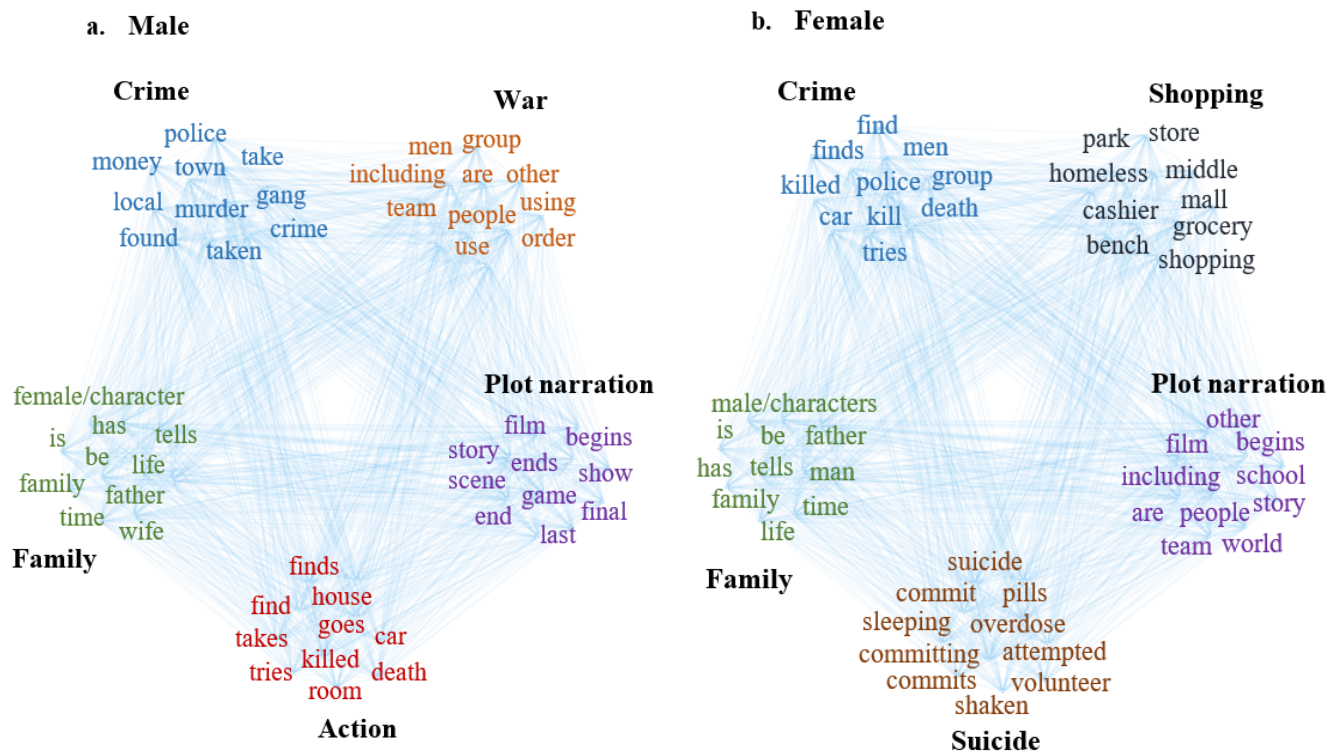 a. Male
Crime
War
police
money town take
local murder gang
found taken crime
men group
including are other
team people using
use order
female/character
is has tells
be life
family father
time wife
Family
Plot narration
film begins
story ends show
scene game
end final
last
finds
find house
takes goes car
tries killed death
room
Action
b. Female
Crime
Shopping
find
finds men
killed police group
car kill death
tries
park store
homeless middle
cashier mall
bench grocery
shopping
male/characters
is be father
has tells man
family time
life
Family
Plot narration
other
film begins
including school
are people story
team world
suicide
commit pills
sleeping overdose
committing attempted
commits volunteer
shaken
Suicide